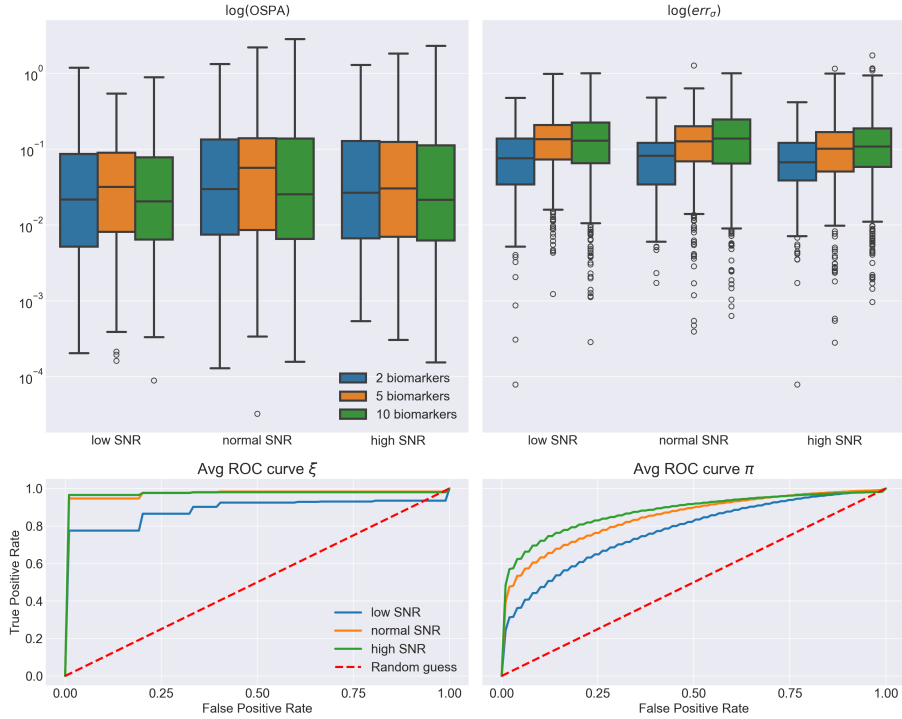 log(OSPA)
log(err_σ)
10⁰
10⁻¹
10⁻²
10⁻³
10⁻⁴
2 biomarkers
5 biomarkers
10 biomarkers
low SNR normal SNR high SNR
low SNR normal SNR high SNR
Avg ROC curve ξ
Avg ROC curve π
True Positive Rate
1.0
0.8
0.6
0.4
0.2
0.0
low SNR
normal SNR
high SNR
Random guess
0.00 0.25 0.50 0.75 1.00
False Positive Rate
0.00 0.25 0.50 0.75 1.00
False Positive Rate